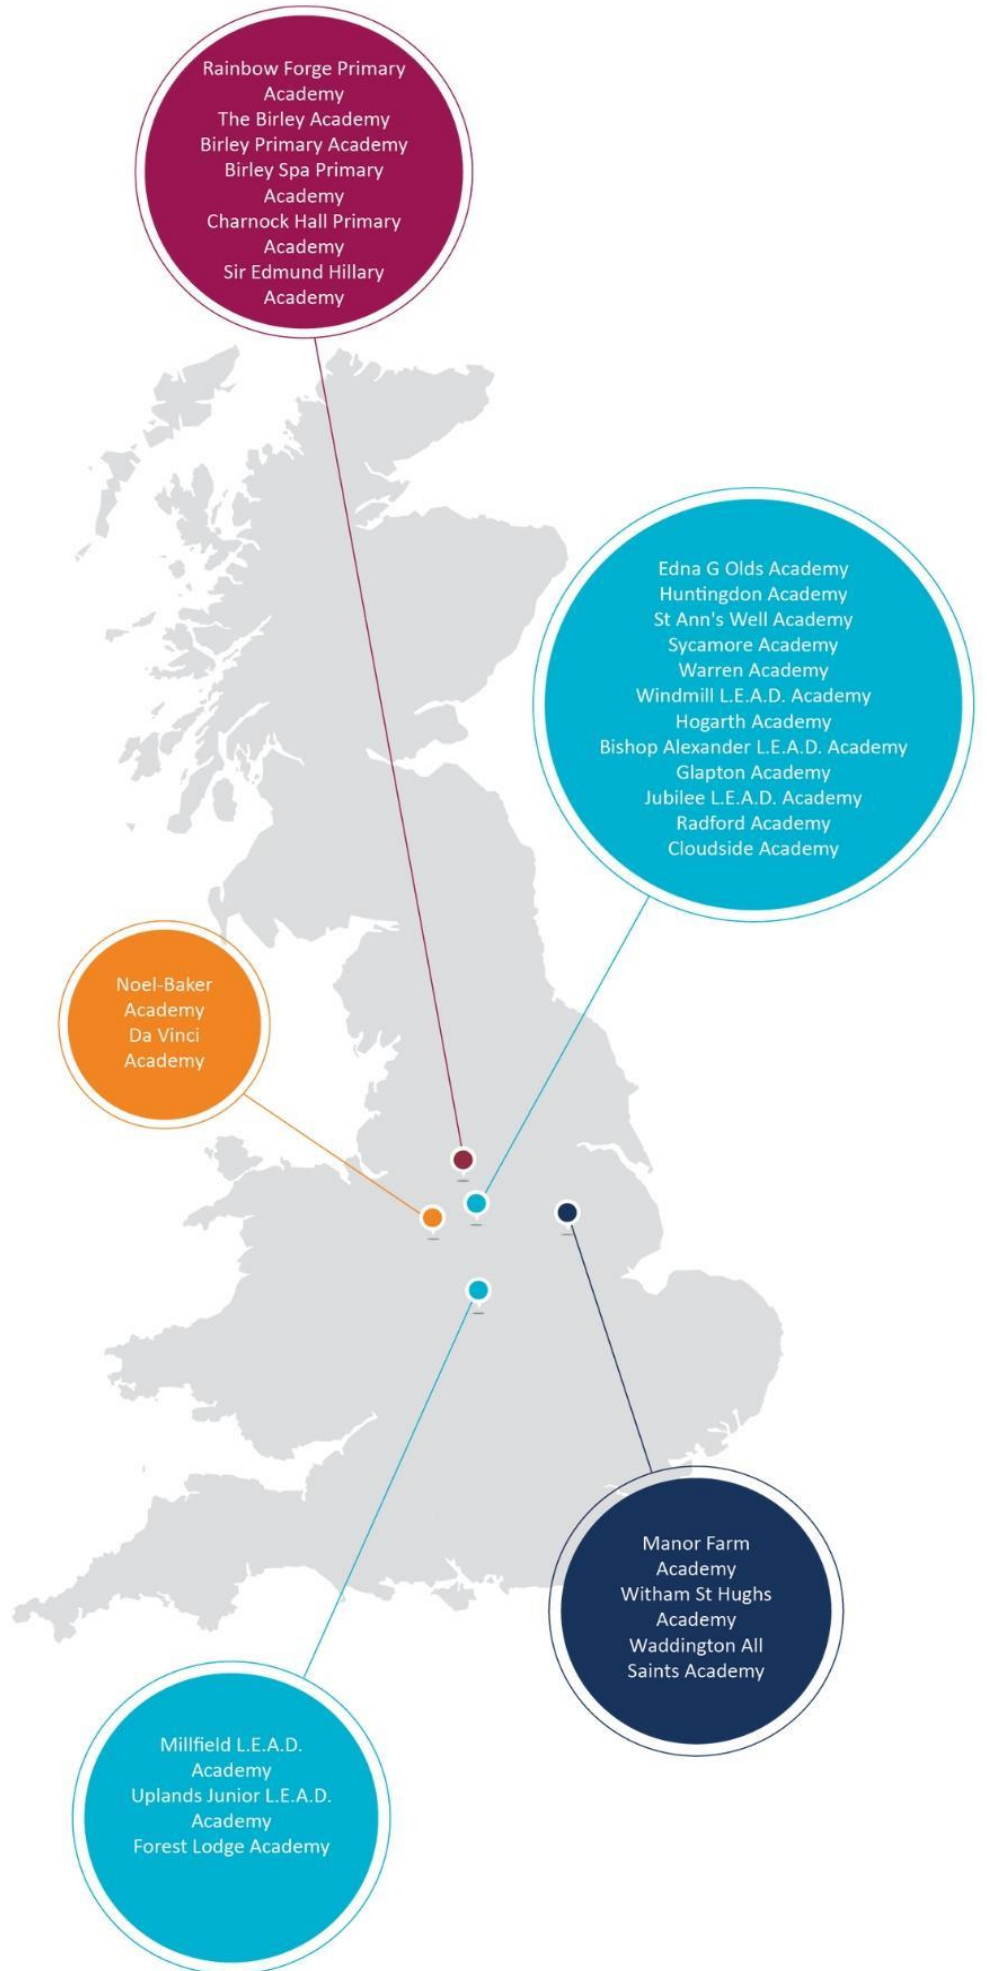 Rainbow Forge Primary
Academy
The Birley Academy
Birley Primary Academy
Birley Spa Primary
Academy
Charnock Hall Primary
Academy
Sir Edmund Hillary
Academy
Edna G Olds Academy
Huntingdon Academy
St Ann's Well Academy
Sycamore Academy
Warren Academy
Windmill L.E.A.D. Academy
Hogarth Academy
Bishop Alexander L.E.A.D. Academy
Glapton Academy
Jubilee L.E.A.D. Academy
Radford Academy
Cloudside Academy
Noel-Baker
Academy
Da Vinci
Academy
Manor Farm
Academy
Witham St Hughs
Academy
Waddington All
Saints Academy
Millfield L.E.A.D.
Academy
Uplands Junior L.E.A.D.
Academy
Forest Lodge Academy